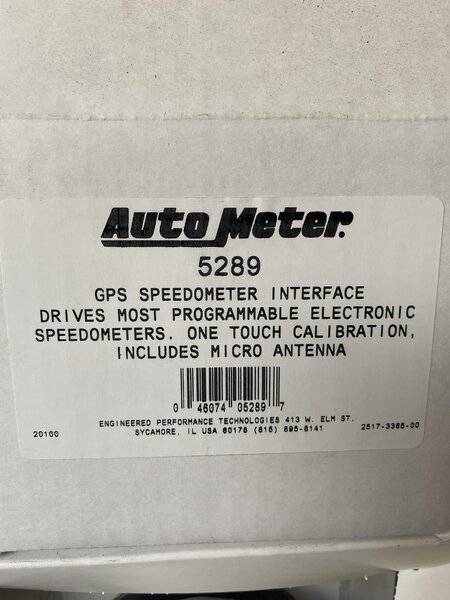 Auto Meter.
5289
GPS SPEEDOMETER INTERFACE
DRIVES MOST PROGRAMMABLE ELECTRONIC
SPEEDOMETERS. ONE TOUCH CALIBRATION,
INCLUDES MICRO ANTENNA
0 46074 05289 7
ENGINEERED PERFORMANCE TECHNOLOGIES 413 W. ELM ST.
20100 SYCAMORE, IL USA 60178 (815) 895-8141 2517-3365-00